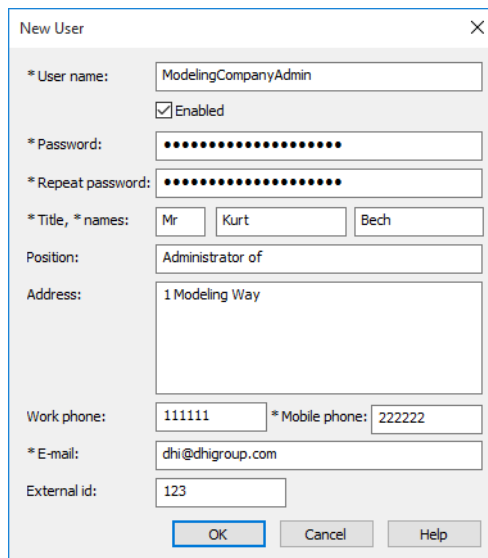 New User
* User name: ModelingCompanyAdmin
Enabled
* Password: ••••••••••••••••••••
* Repeat password: ••••••••••••••••••••
* Title, * names: Mr Kurt Bech
Position: Administrator of
Address: 1 Modeling Way
Work phone: 111111 * Mobile phone: 222222
* E-mail: dhi@dhigroup.com
External id: 123
OK Cancel Help